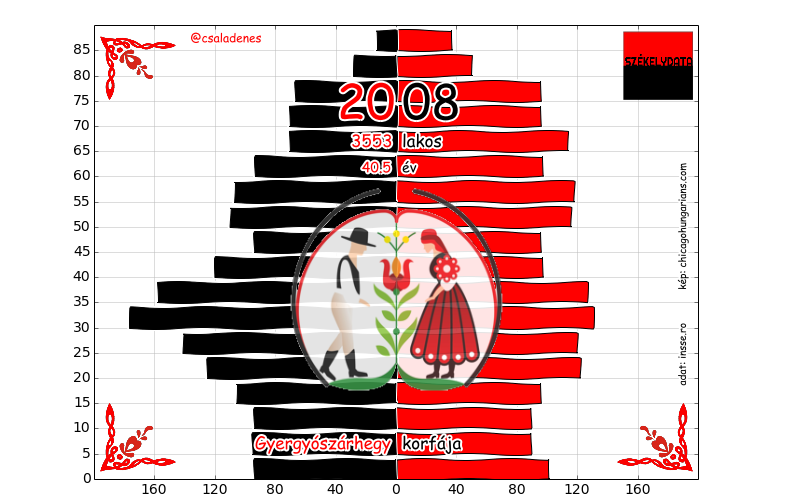 @csaladenes
SZÉKELYDATA
2008
3553 lakos
40.5 év
Gyergyószárhegy korfája
kép: chicagohungarians.com
adat: insse.ro
85
80
75
70
65
60
55
50
45
40
35
30
25
20
15
10
5
0
160 120 80 40 0 40 80 120 160